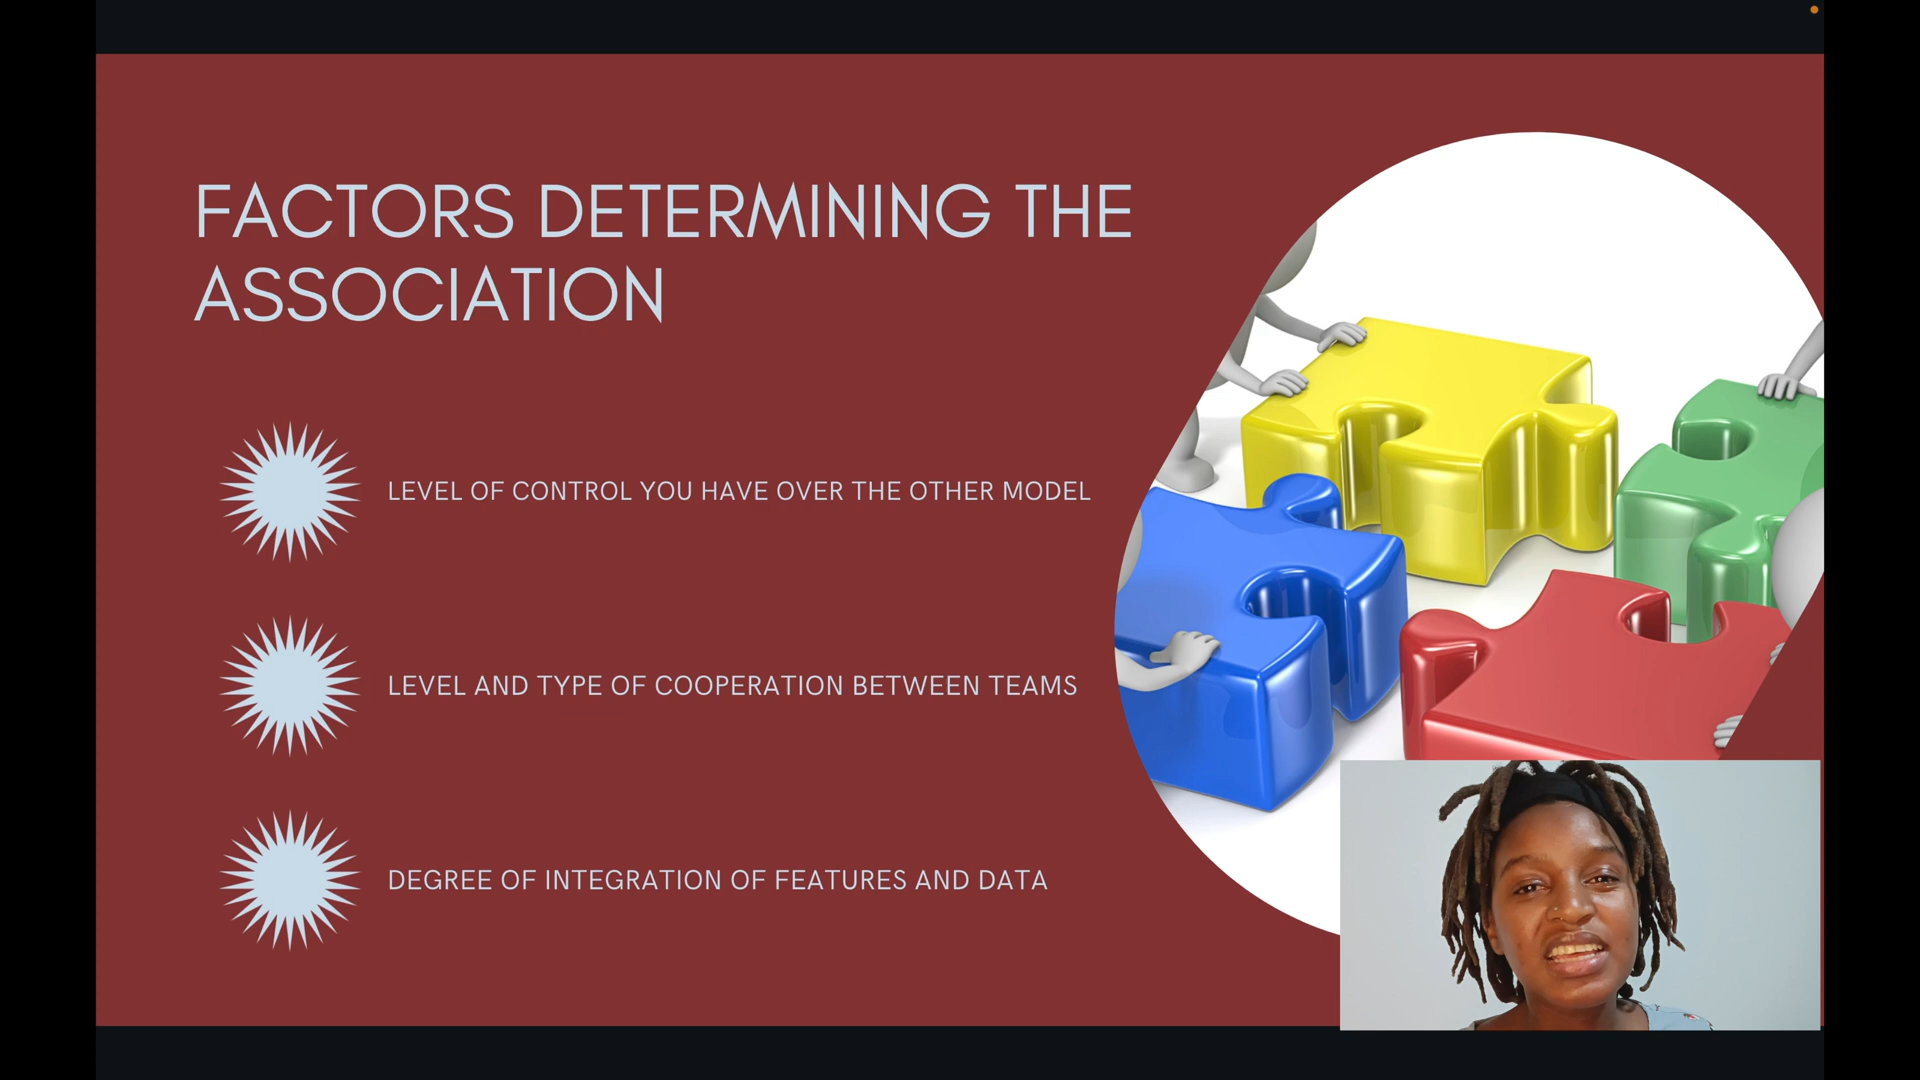 FACTORS DETERMINING THE
ASSOCIATION
LEVEL OF CONTROL YOU HAVE OVER THE OTHER MODEL
LEVEL AND TYPE OF COOPERATION BETWEEN TEAMS
DEGREE OF INTEGRATION OF FEATURES AND DATA